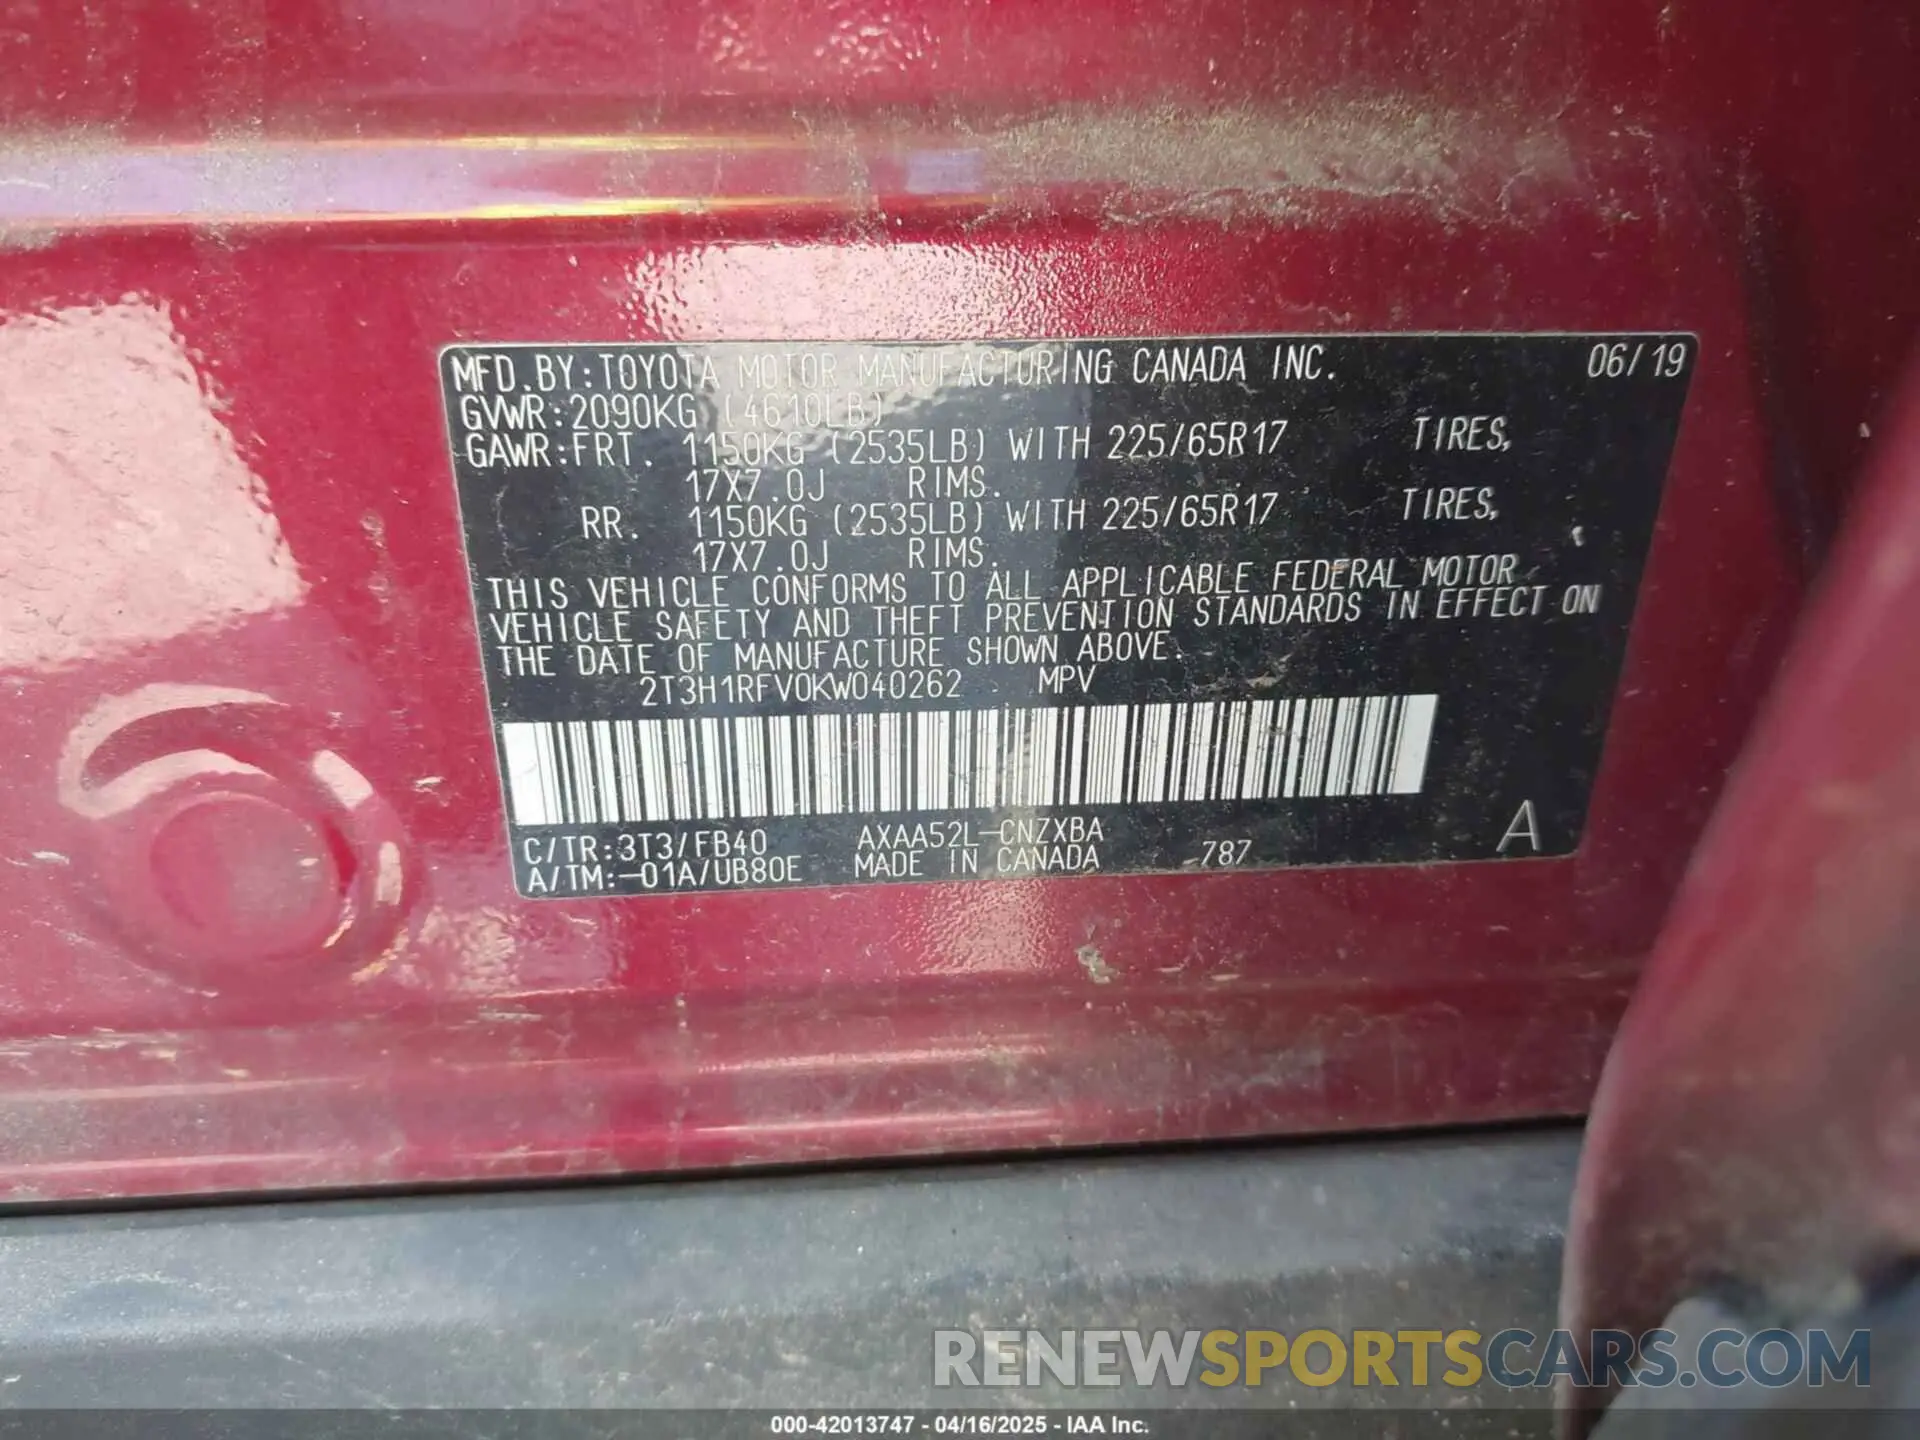 MFD.BY:TOYOTA MOTOR MANUFACTURING CANADA INC. 06/19
GVWR:2090KG (4610LB)
GAWR:FRT. 1150KG (2535LB) WITH 225/65R17 TIRES,
17X7.0J RIMS.
RR. 1150KG (2535LB) WITH 225/65R17 TIRES,
17X7.0J RIMS.
THIS VEHICLE CONFORMS TO ALL APPLICABLE FEDERAL MOTOR
VEHICLE SAFETY AND THEFT PREVENTION STANDARDS IN EFFECT ON
THE DATE OF MANUFACTURE SHOWN ABOVE.
2T3H1RFV0KW040262 MPV
C/TR:3T3/FB40 AXAA52L-CNZXBA
A/TM:-01A/UB80E MADE IN CANADA 787 A
RENEWSPORTSCARS.COM
000-42013747 - 04/16/2025 - IAA Inc.